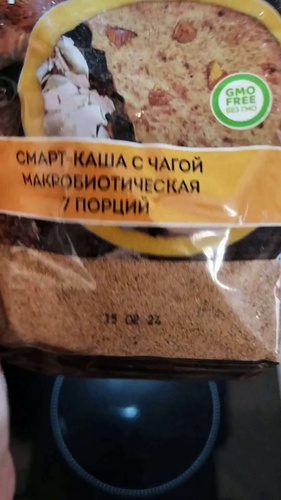 GMO
FREE
БЕЗ ГМО
СМАРТ-КАША С ЧАГОЙ
МАКРОБИОТИЧЕСКАЯ
7 ПОРЦИЙ
15 02 24